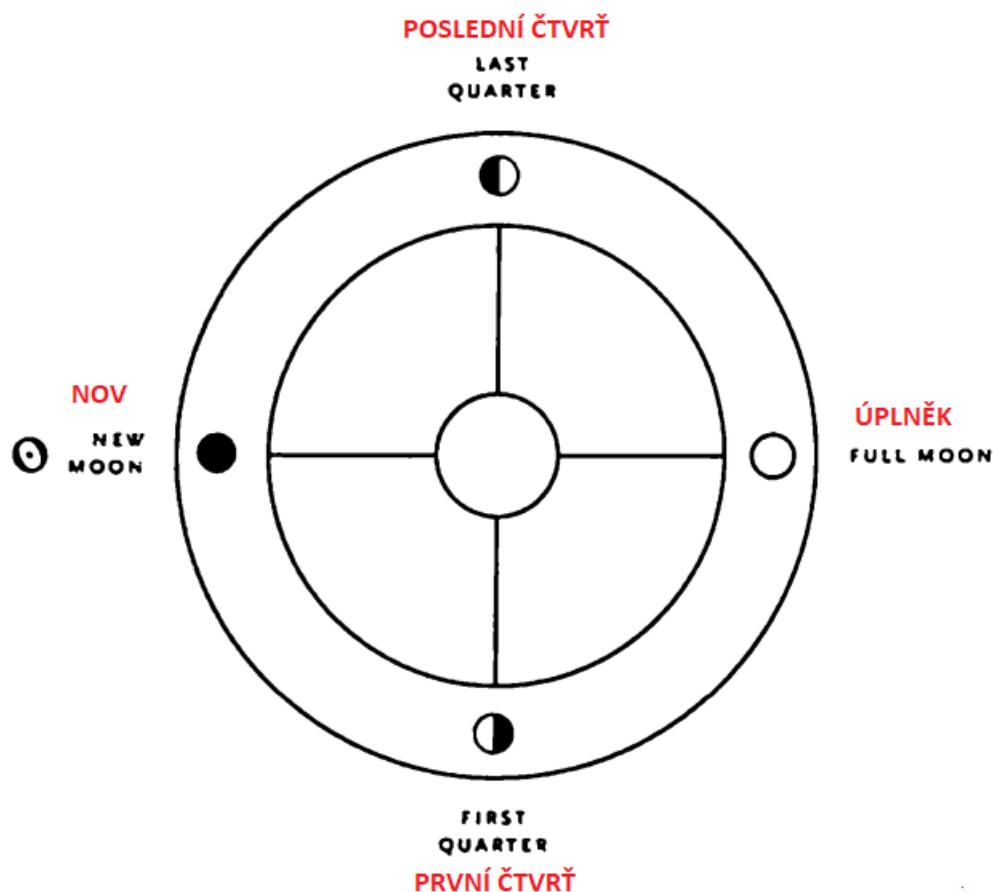 POSLEDNÍ ČTVRŤ
LAST
QUARTER
NOV
NEW
MOON
ÚPLNĚK
FULL MOON
FIRST
QUARTER
PRVNÍ ČTVRŤ